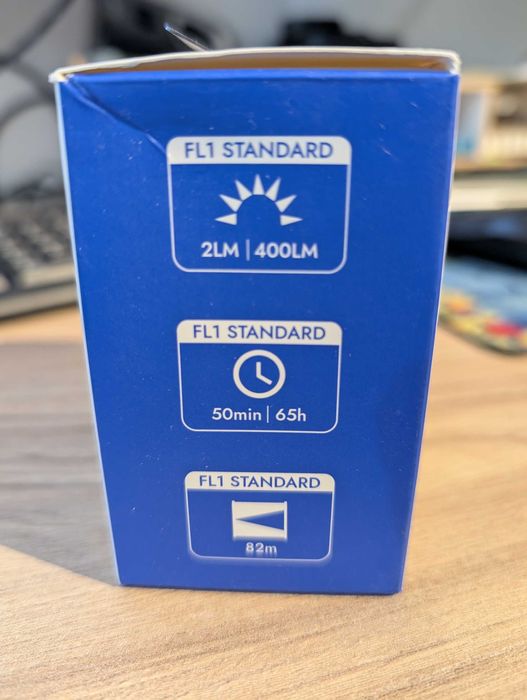 FL1 STANDARD
2LM | 400LM
FL1 STANDARD
50min | 65h
FL1 STANDARD
82m